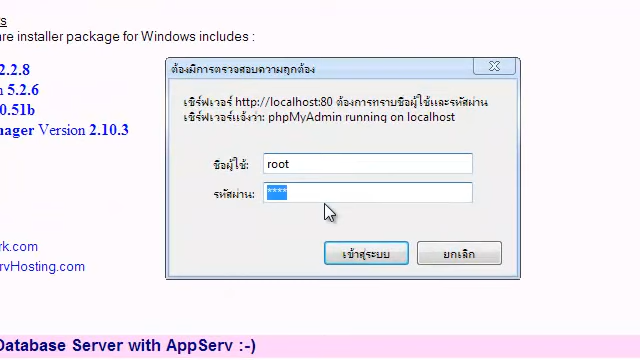 rs
are installer package for Windows includes :
2.2.8
n 5.2.6
0.51b
nager Version 2.10.3
ต้องมีการตรวจสอบความถูกต้อง
เซิร์ฟเวอร์ http://localhost:80 ต้องการทราบชื่อผู้ใช้และรหัสผ่าน
เซิร์ฟเวอร์แจ้งว่า: phpMyAdmin running on localhost
ชื่อผู้ใช้: root
รหัสผ่าน: ****
เข้าสู่ระบบ ยกเลิก
rk.com
ervHosting.com
Database Server with AppServ :-)